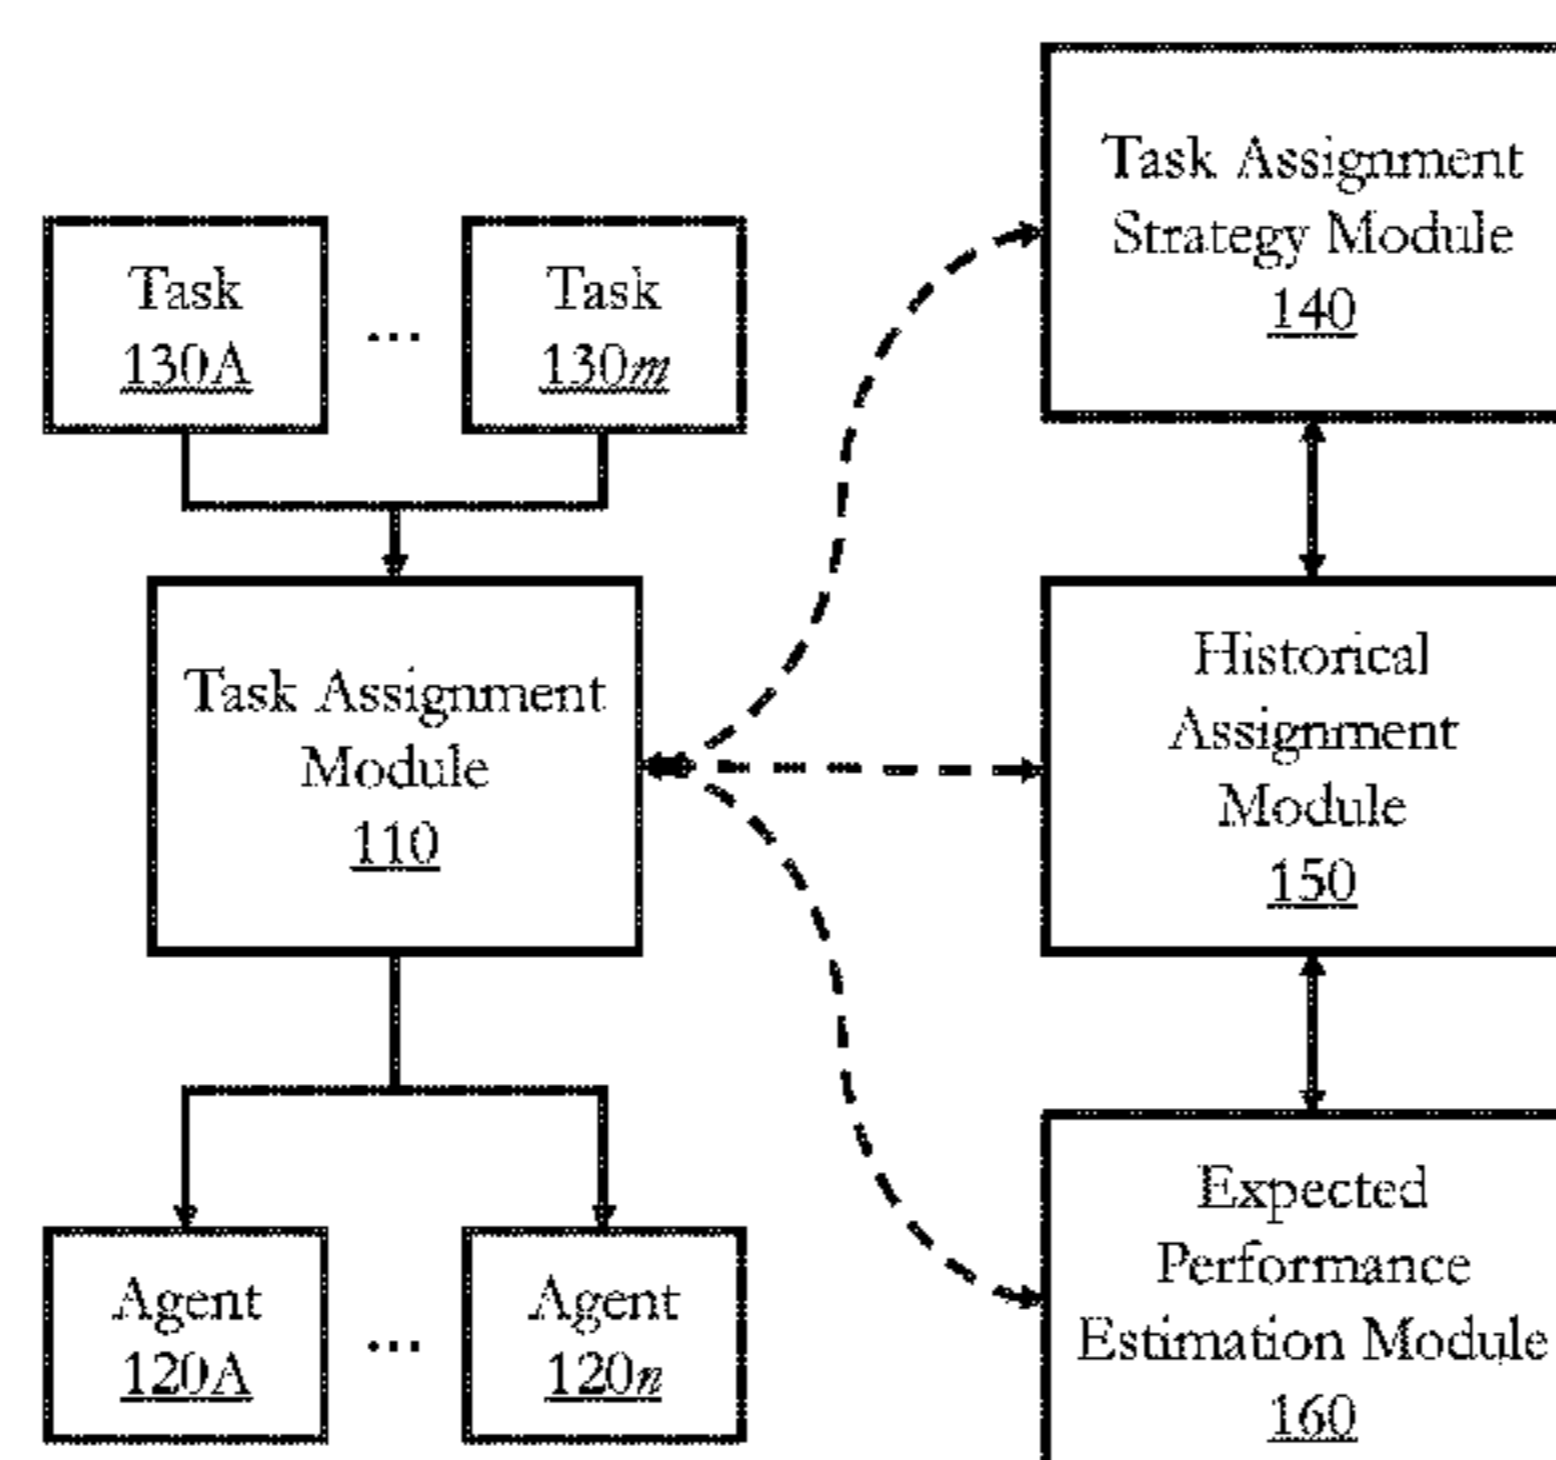 Task Assignment
Strategy Module
140
Task
130A
...
Task
130m
Task Assignment
Module
110
Historical
Assignment
Module
150
Agent
120A
...
Agent
120n
Expected
Performance
Estimation Module
160